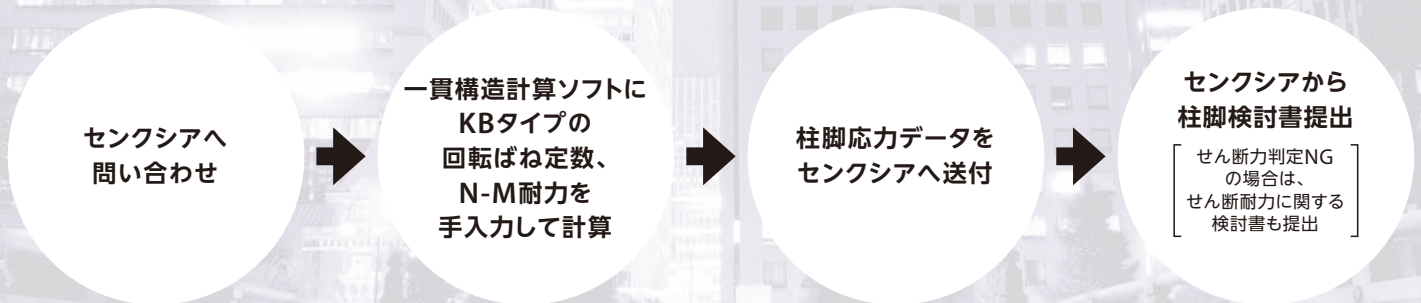 センクシアへ
問い合わせ
一貫構造計算ソフトに
KBタイプの
回転ばね定数、
N-M耐力を
手入力して計算
柱脚応力データを
センクシアへ送付
センクシアから
柱脚検討書提出
せん断力判定NG
の場合は、
せん断耐力に関する
検討書も提出